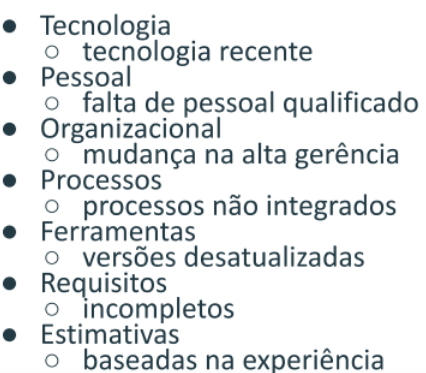 ● Tecnologia
○ tecnologia recente
● Pessoal
○ falta de pessoal qualificado
● Organizacional
○ mudança na alta gerência
● Processos
○ processos não integrados
● Ferramentas
○ versões desatualizadas
● Requisitos
○ incompletos
● Estimativas
○ baseadas na experiência